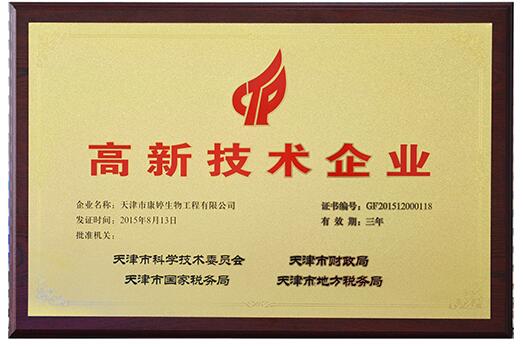 CTP
高新技术企业
企业名称：天津市康婷生物工程有限公司
证书编号：GF201512000118
发证时间：2015年8月13日
有 效 期：三年
批准机关：
天津市科学技术委员会
天津市财政局
天津市国家税务局
天津市地方税务局